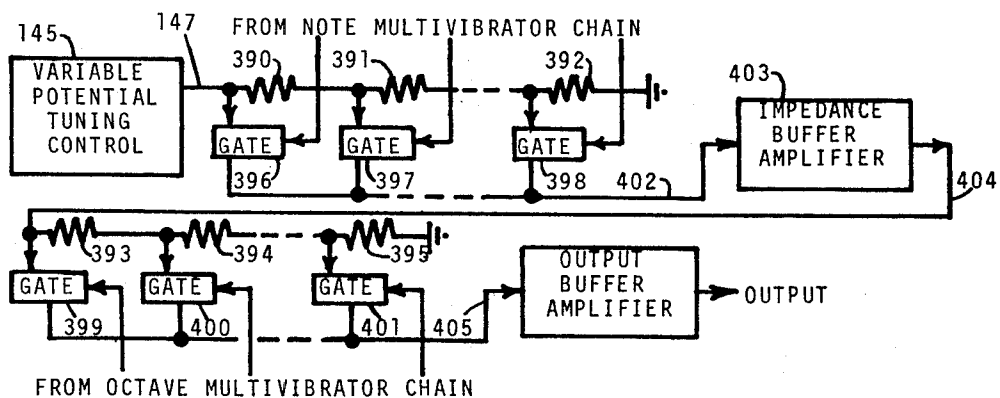 145
147
FROM NOTE MULTIVIBRATOR CHAIN
VARIABLE
POTENTIAL
TUNING
CONTROL
390
391
392
403
GATE
GATE
GATE
IMPEDANCE
BUFFER
AMPLIFIER
396
397
398
402
404
393
394
395
GATE
GATE
GATE
OUTPUT
BUFFER
AMPLIFIER
OUTPUT
399
400
401
405
FROM OCTAVE MULTIVIBRATOR CHAIN